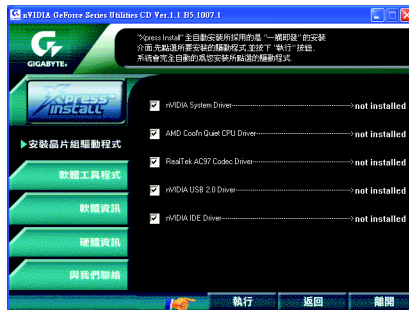 nVIDIA GeForce Series Utilities CD Ver.1.1 B5.1007.1
GIGABYTE
"Xpress Install" 全自動安裝所採用的是 "一觸即發" 的安裝
介面,先點選所要安裝的驅動程式,並按下 "執行" 按鈕,
系統會完全自動的為您安裝所點選的驅動程式.
Xpress-
INSTALL
安裝晶片組驅動程式
軟體工具程式
軟體資訊
硬體資訊
與我們聯絡
nVIDIA System Driver not installed
AMD Cool'n Quiet CPU Driver not installed
RealTek AC97 Codec Driver not installed
nVIDIA USB 2.0 Driver not installed
nVIDIA IDE Driver not installed
執行 返回 離開